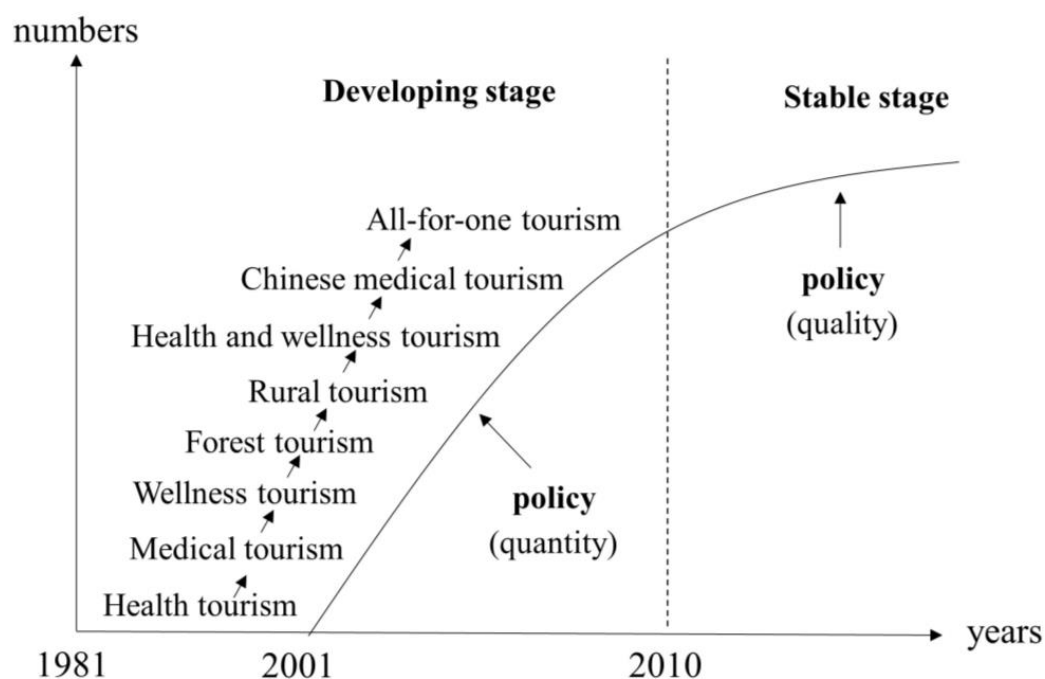 numbers
Developing stage
Stable stage
All-for-one tourism
Chinese medical tourism
Health and wellness tourism
Rural tourism
Forest tourism
Wellness tourism
Medical tourism
Health tourism
policy
(quality)
policy
(quantity)
years
1981
2001
2010